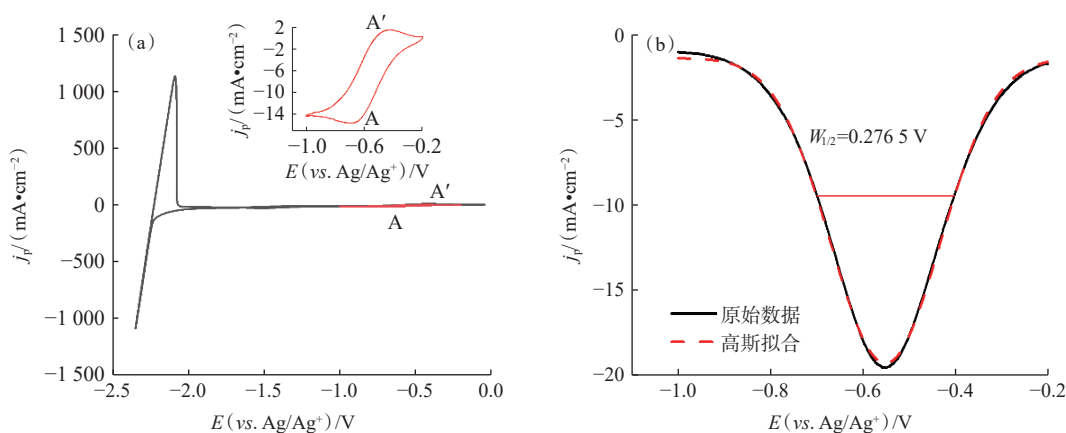 (a)
1 500
1 000
500
0
−500
−1 000
−1 500
j_p/(mA•cm⁻²)
−2.5 −2.0 −1.5 −1.0 −0.5 0.0
E(vs. Ag/Ag⁺)/V
A′
A
2
−2
−6
−10
−14
j_p/(mA•cm⁻²)
A′
A
−1.0 −0.6 −0.2
E(vs. Ag/Ag⁺)/V
(b)
0
−5
−10
−15
−20
j_p/(mA•cm⁻²)
W₁/₂=0.276 5 V
原始数据
高斯拟合
−1.0 −0.8 −0.6 −0.4 −0.2
E(vs. Ag/Ag⁺)/V